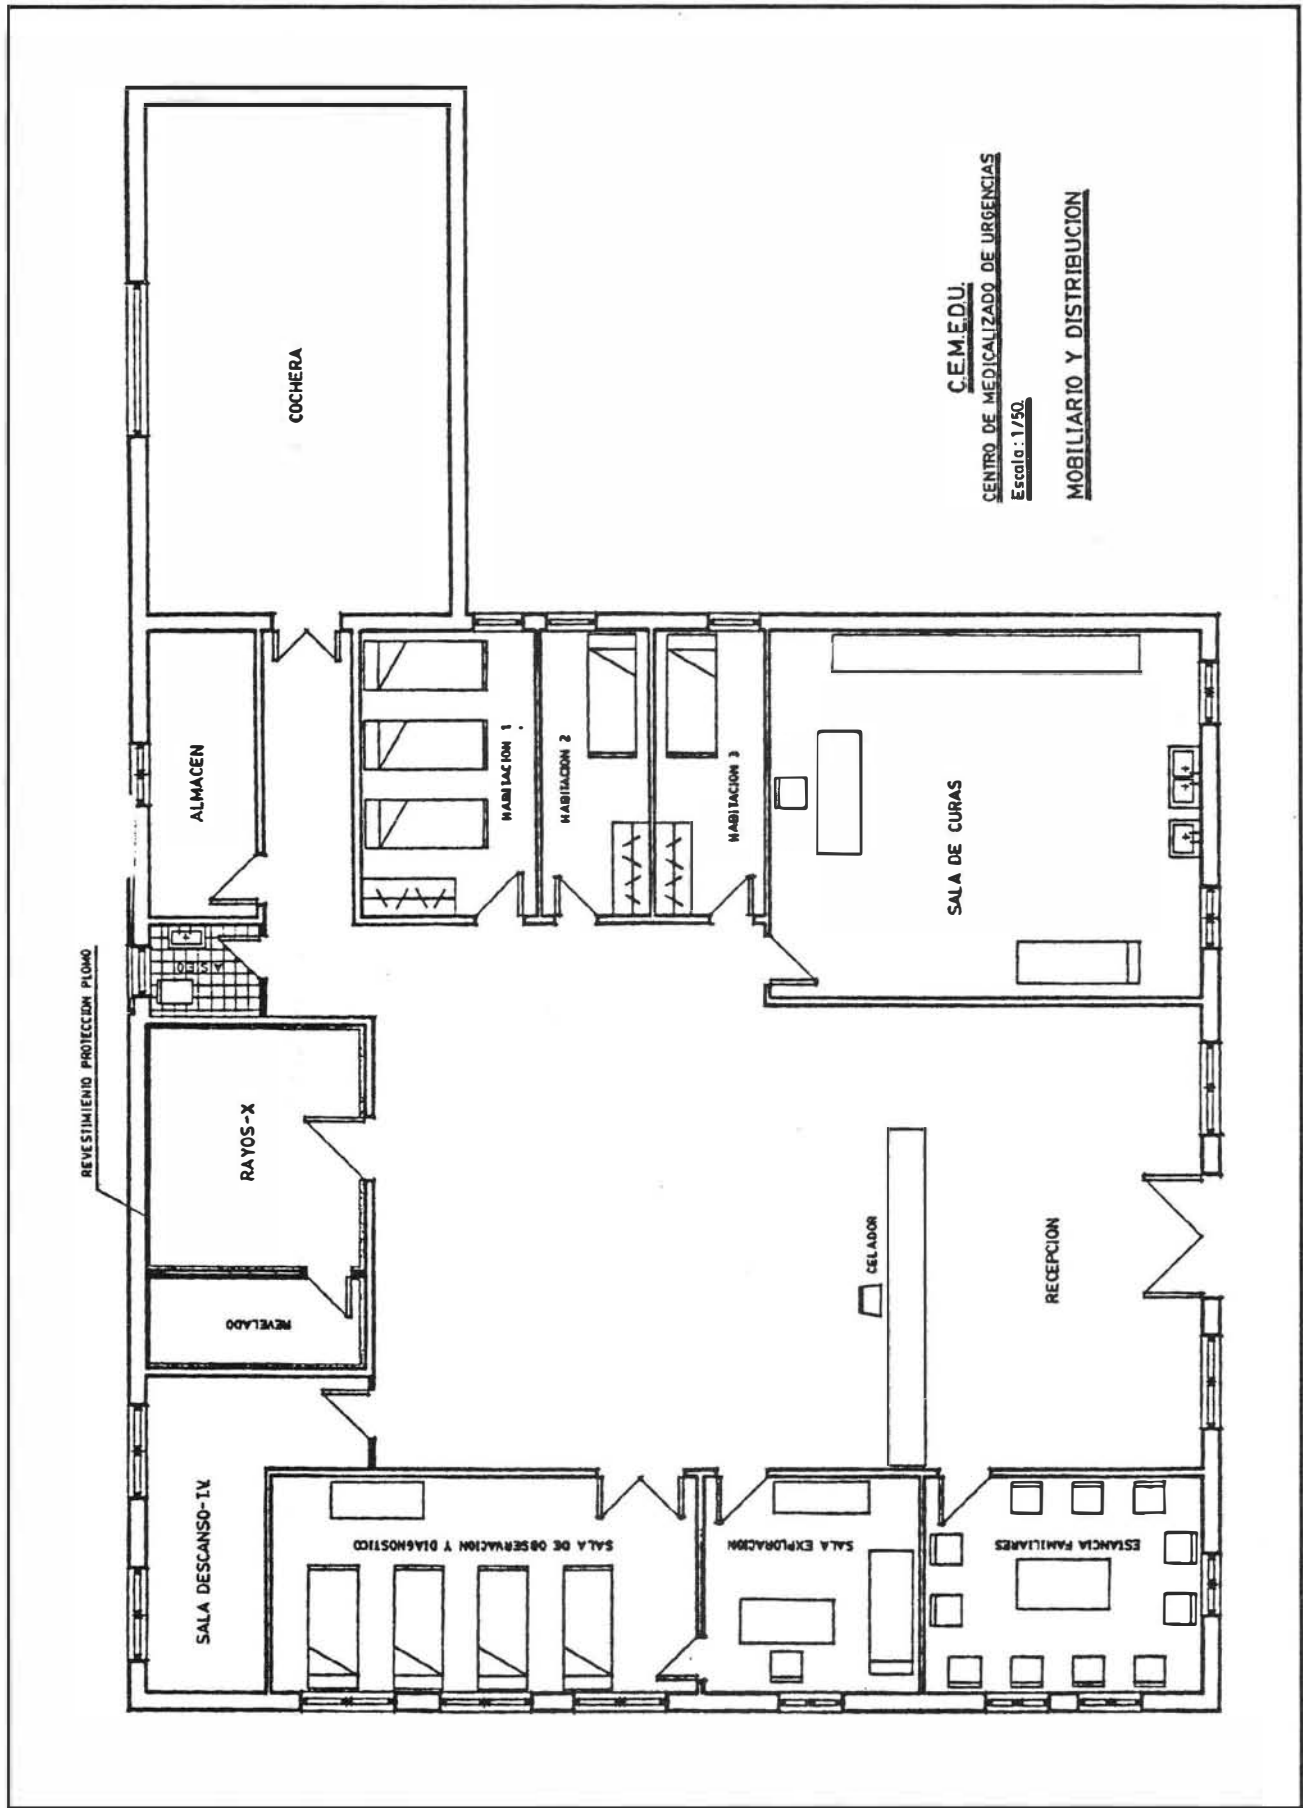 REVESTIMIENTO PROTECCION PLOMO
SALA DESCANSO-T.V.
REVELADO
RAYOS-X
ASEO
ALMACEN
COCHERA
SALA DE OBSERVACION Y DIAGNOSTICO
HABITACION 1
HABITACION 2
HABITACION 3
SALA EXPLORACION
CELADOR
SALA DE CURAS
ESTANCIA FAMILIARES
RECEPCION
C.E.M.E.D.U.
CENTRO DE MEDICALIZADO DE URGENCIAS
Escala: 1/50.
MOBILIARIO Y DISTRIBUCION